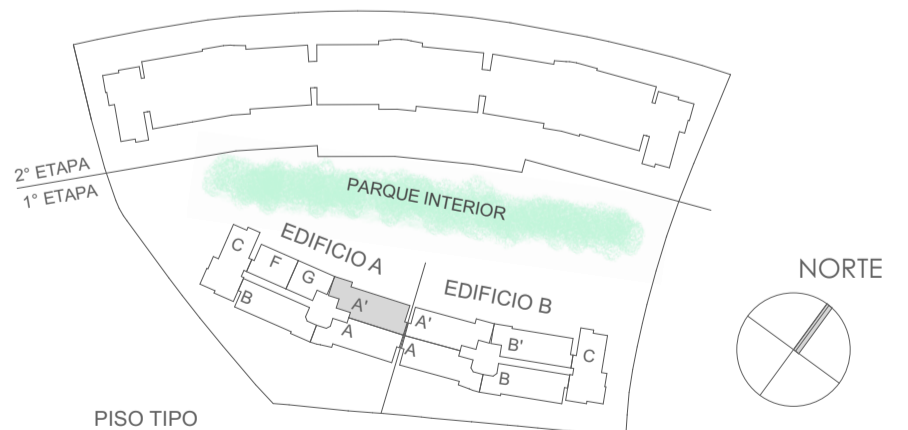 2° ETAPA
1° ETAPA
PARQUE INTERIOR
EDIFICIO A
C
F
G
A'
B
A
EDIFICIO B
A'
B'
C
A
B
NORTE
PISO TIPO